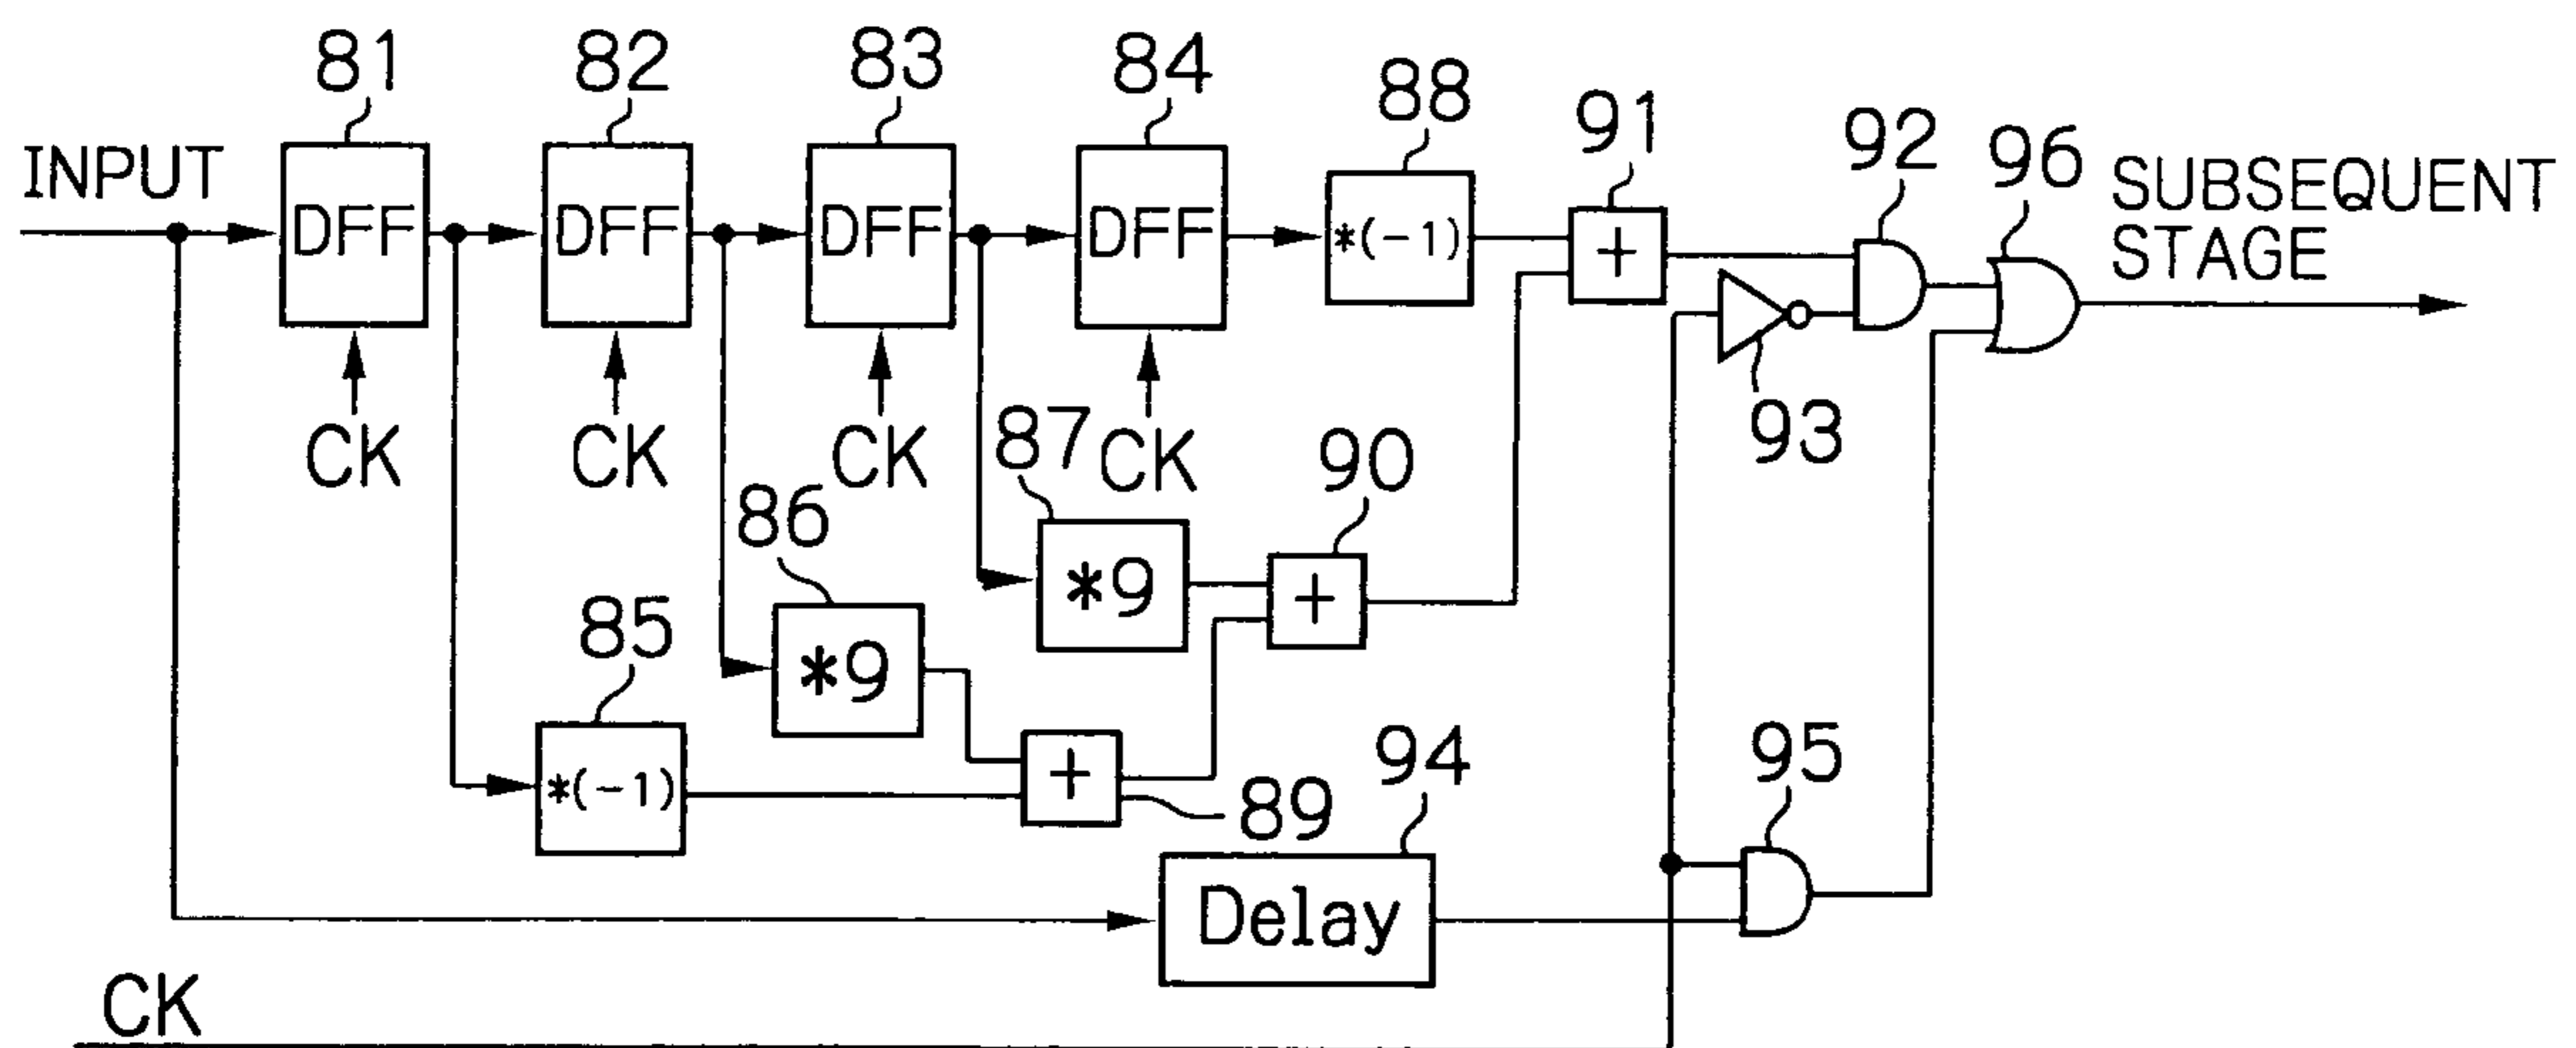 81
82
83
84
88
91
92
96
INPUT
DFF
DFF
DFF
DFF
*(-1)
+
SUBSEQUENT
STAGE
CK
CK
CK
CK
93
87
*9
90
+
86
*9
85
*(-1)
+
89
94
Delay
95
CK